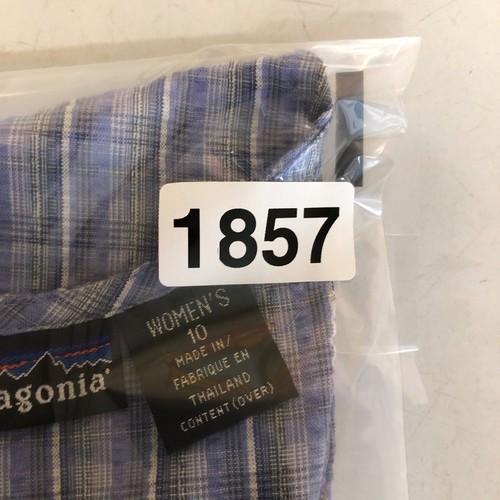 1857
agonia
WOMEN'S
10
MADE IN/
FABRIQUE EN
THAILAND
CONTENT (OVER)